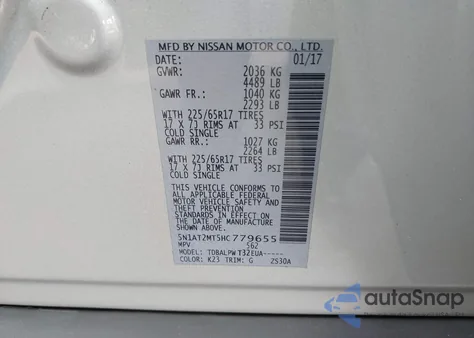 MFD BY NISSAN MOTOR CO., LTD.
DATE: 01/17
GVWR: 2036 KG
4489 LB
GAWR FR.: 1040 KG
2293 LB
WITH 225/65R17 TIRES
17 X 7J RIMS AT 33 PSI
COLD SINGLE
GAWR RR.: 1027 KG
2264 LB
WITH 225/65R17 TIRES
17 X 7J RIMS AT 33 PSI
COLD SINGLE
THIS VEHICLE CONFORMS TO
ALL APPLICABLE FEDERAL
MOTOR VEHICLE SAFETY AND
THEFT PREVENTION STANDARDS
IN EFFECT ON THE DATE OF
MANUFACTURE SHOWN ABOVE.
5N1AT2MT5HC779655
MPV 562
MODEL: TDBALPW T32EUA-----
COLOR: K23 TRIM: G 2S30A
autoSnap